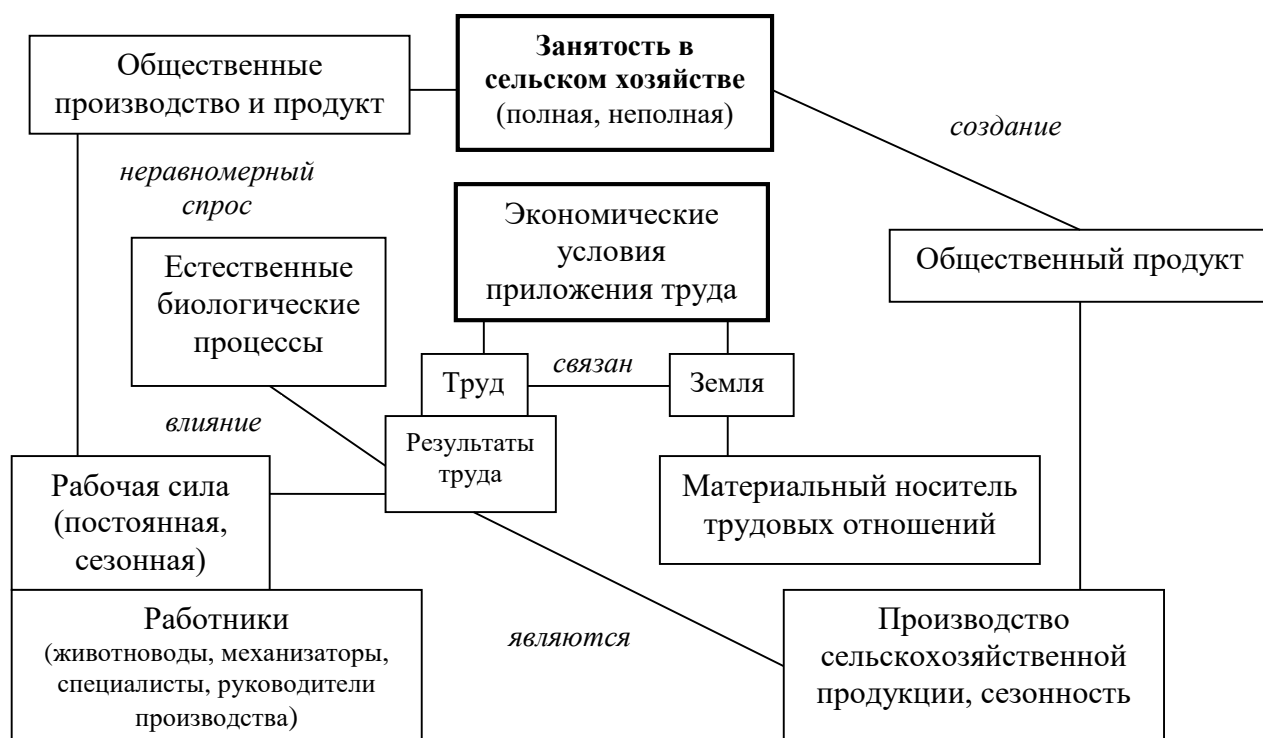 Общественные
производство и продукт
Занятость в
сельском хозяйстве
(полная, неполная)
создание
неравномерный
спрос
Экономические
условия
приложения труда
Общественный продукт
Естественные
биологические
процессы
Труд
связан
Земля
влияние
Результаты
труда
Рабочая сила
(постоянная,
сезонная)
Материальный носитель
трудовых отношений
Работники
(животноводы, механизаторы,
специалисты, руководители
производства)
являются
Производство
сельскохозяйственной
продукции, сезонность